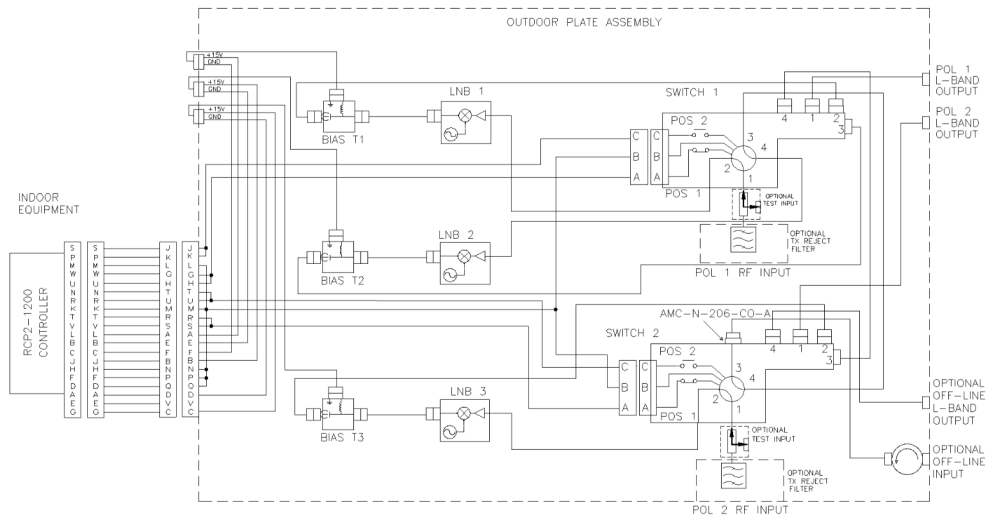 OUTDOOR PLATE ASSEMBLY
+15V
GND
+15V
GND
+15V
GND
BIAS T1
LNB 1
SWITCH 1
POS 2
POS 1
C
B
A
C
B
A
3
4
2
1
4
1
2
3
POL 1
L-BAND
OUTPUT
POL 2
L-BAND
OUTPUT
OPTIONAL
TEST INPUT
OPTIONAL
TX REJECT
FILTER
POL 1 RF INPUT
BIAS T2
LNB 2
INDOOR
EQUIPMENT
RCP2-1200
CONTROLLER
S
P
M
W
U
N
R
K
T
V
L
B
C
J
H
F
D
A
E
G
S
P
M
W
U
N
R
K
T
V
L
B
C
J
H
F
D
A
E
G
J
K
L
G
H
T
U
M
R
S
A
E
F
B
N
P
Q
D
V
C
J
K
L
G
H
T
U
M
R
S
A
E
F
B
N
P
Q
D
V
C
AMC-N-206-CO-A
SWITCH 2
POS 2
POS 1
C
B
A
C
B
A
3
4
2
1
4
1
2
3
BIAS T3
LNB 3
OPTIONAL
TEST INPUT
OPTIONAL
TX REJECT
FILTER
POL 2 RF INPUT
OPTIONAL
OFF-LINE
L-BAND
OUTPUT
OPTIONAL
OFF-LINE
INPUT